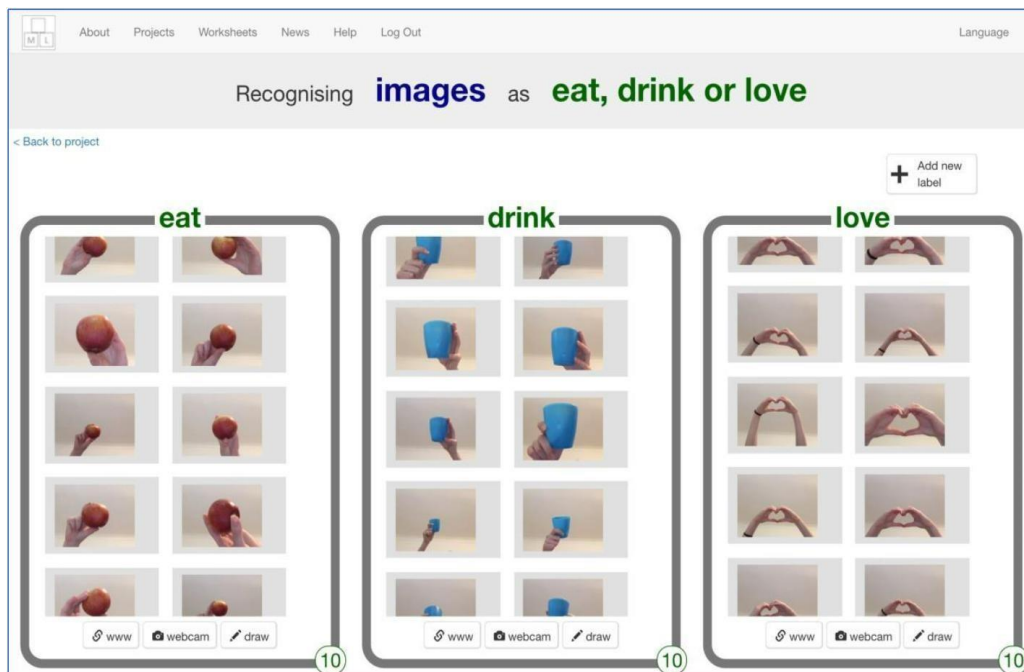 M L About Projects Worksheets News Help Log Out Language
Recognising images as eat, drink or love
< Back to project
Add new
label
eat
www webcam draw
10
drink
www webcam draw
10
love
www webcam draw
10